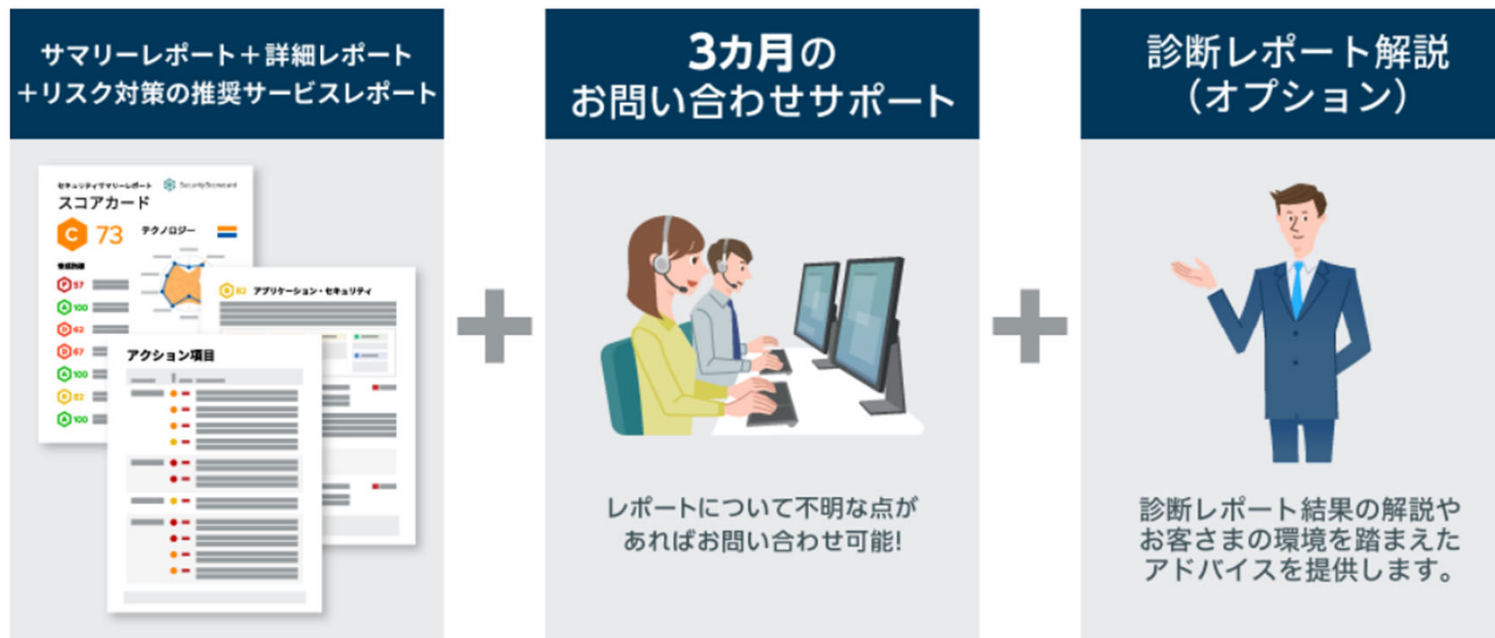 サマリーレポート＋詳細レポート
＋リスク対策の推奨サービスレポート
セキュリティサマリーレポート
SecurityScorecard
スコアカード
C 73
テクノロジー
F 57
A 100
D 62
D 67
A 100
B 82
A 100
B 82 アプリケーション・セキュリティ
アクション項目
3カ月の
お問い合わせサポート
レポートについて不明な点が
あればお問い合わせ可能!
診断レポート解説
（オプション）
診断レポート結果の解説や
お客さまの環境を踏まえた
アドバイスを提供します。